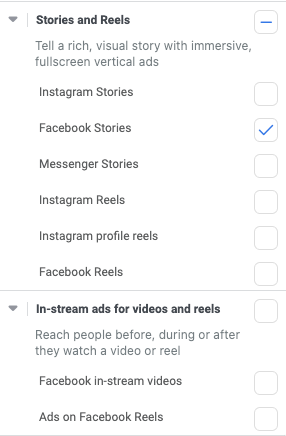 Stories and Reels
Tell a rich, visual story with immersive,
fullscreen vertical ads
Instagram Stories
Facebook Stories
Messenger Stories
Instagram Reels
Instagram profile reels
Facebook Reels
In-stream ads for videos and reels
Reach people before, during or after
they watch a video or reel
Facebook in-stream videos
Ads on Facebook Reels